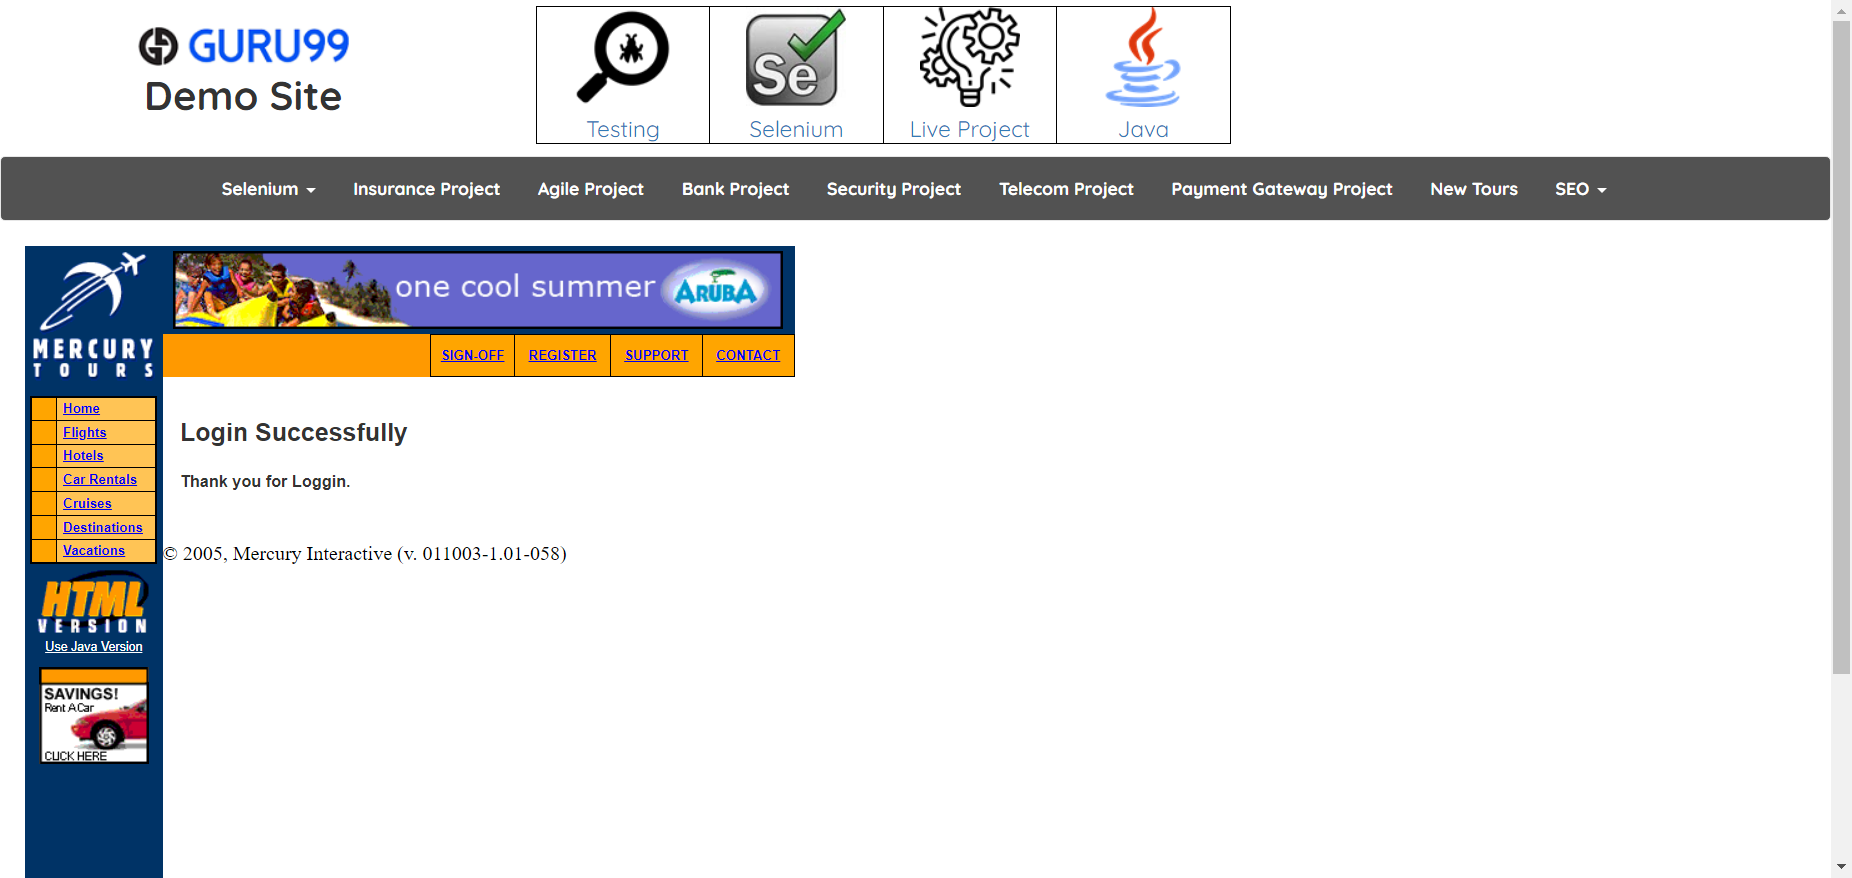 GURU99
Demo Site
Testing
Se
Selenium
Live Project
Java
Selenium Insurance Project Agile Project Bank Project Security Project Telecom Project Payment Gateway Project New Tours SEO
one cool summer ARUBA
MERCURY
TOURS
SIGN-OFF REGISTER SUPPORT CONTACT
Home
Flights
Hotels
Car Rentals
Cruises
Destinations
Vacations
Login Successfully
Thank you for Loggin.
© 2005, Mercury Interactive (v. 011003-1.01-058)
HTML
VERSION
Use Java Version
SAVINGS!
Rent A Car
CLICK HERE